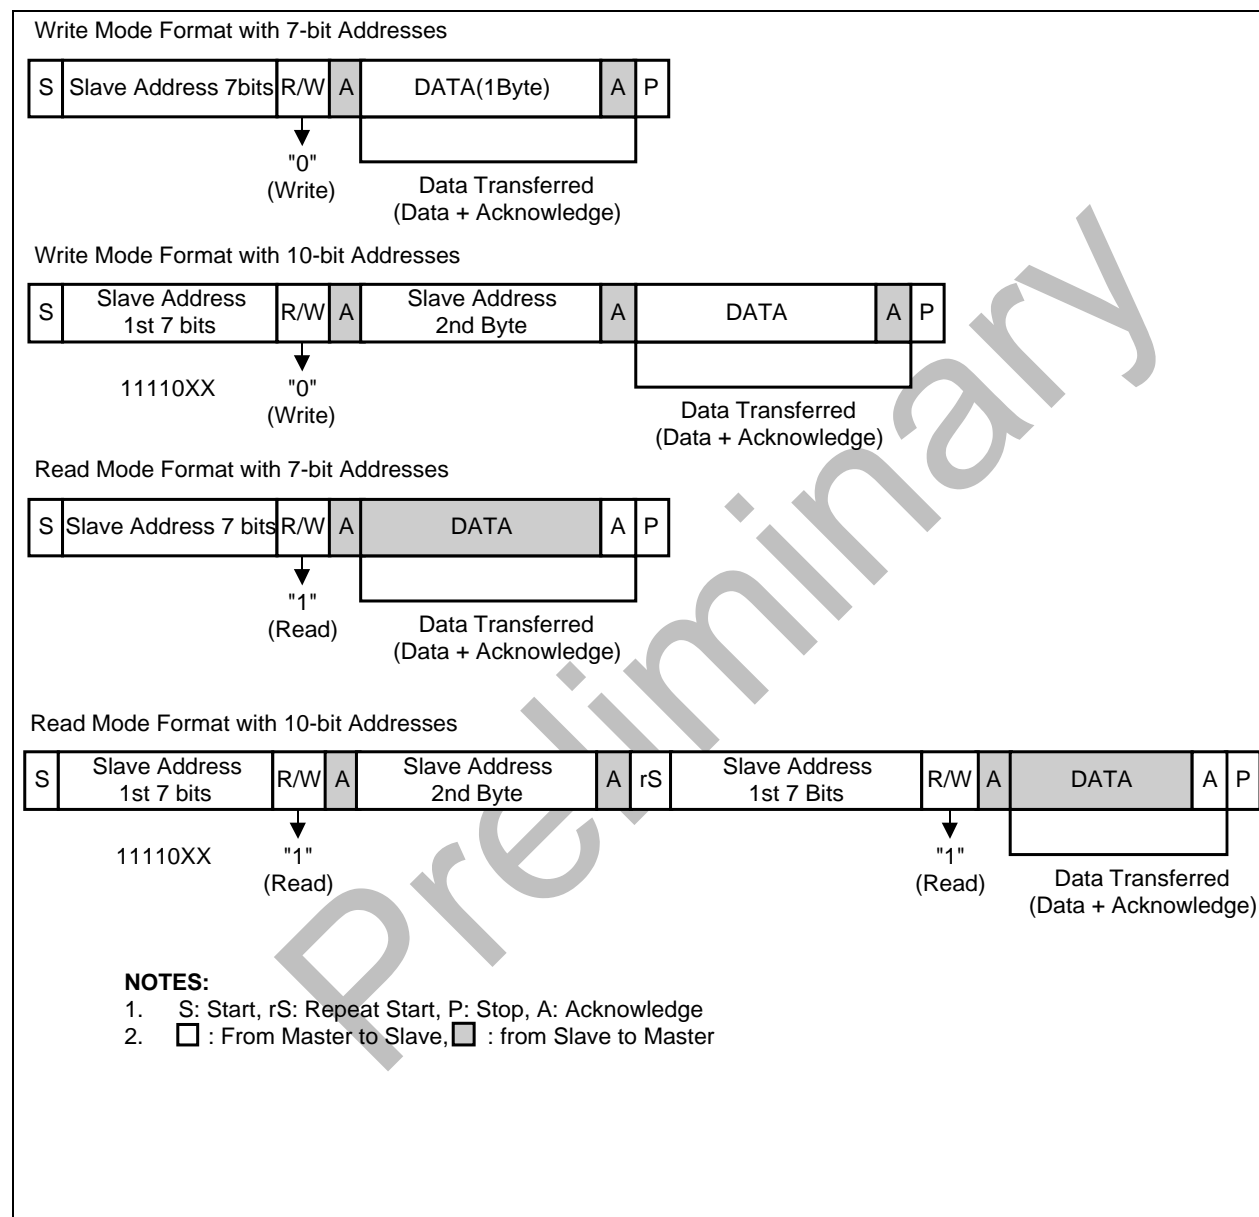 Write Mode Format with 7-bit Addresses
S Slave Address 7bits R/W A DATA(1Byte) A P
"0"
(Write)
Data Transferred
(Data + Acknowledge)
Write Mode Format with 10-bit Addresses
S Slave Address 1st 7 bits R/W A Slave Address 2nd Byte A DATA A P
11110XX "0"
(Write)
Data Transferred
(Data + Acknowledge)
Read Mode Format with 7-bit Addresses
S Slave Address 7 bits R/W A DATA A P
"1"
(Read)
Data Transferred
(Data + Acknowledge)
Read Mode Format with 10-bit Addresses
S Slave Address 1st 7 bits R/W A Slave Address 2nd Byte A rS Slave Address 1st 7 Bits R/W A DATA A P
11110XX "1"
(Read)
"1"
(Read)
Data Transferred
(Data + Acknowledge)
NOTES:
1. S: Start, rS: Repeat Start, P: Stop, A: Acknowledge
2. : From Master to Slave, : from Slave to Master
Preliminary